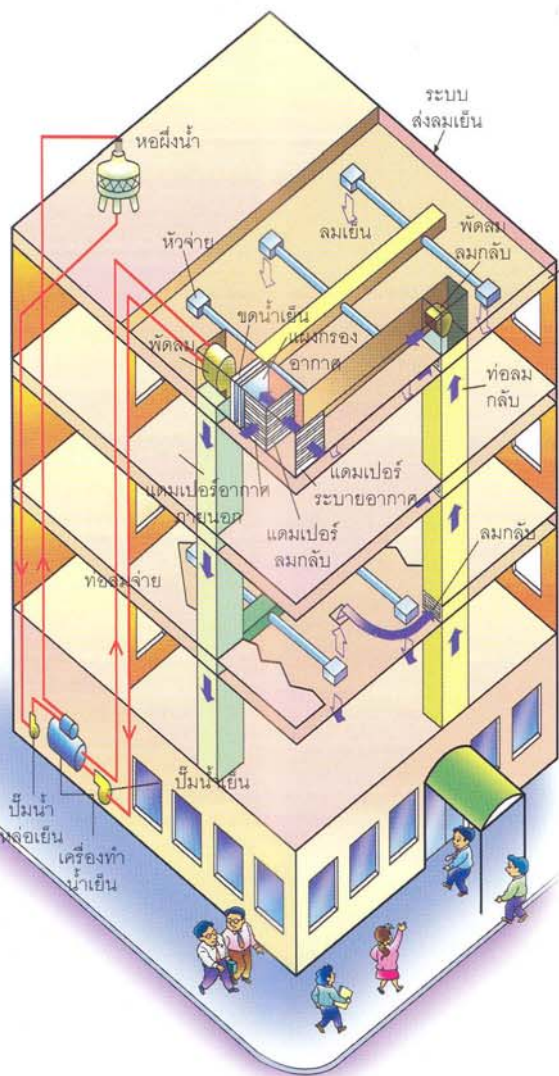 ระบบ
ส่งลมเย็น
หอผึ่งน้ำ
หัวจ่าย
ลมเย็น
พัดลม
ลมกลับ
ขดน้ำเย็น
พัดลม
แผงกรอง
อากาศ
ท่อลม
กลับ
แดมเปอร์อากาศ
ภายนอก
แดมเปอร์
ระบายอากาศ
แดมเปอร์
ลมกลับ
ลมกลับ
ท่อลมจ่าย
ปั๊มน้ำเย็น
ปั๊มน้ำ
หล่อเย็น
เครื่องทำ
น้ำเย็น